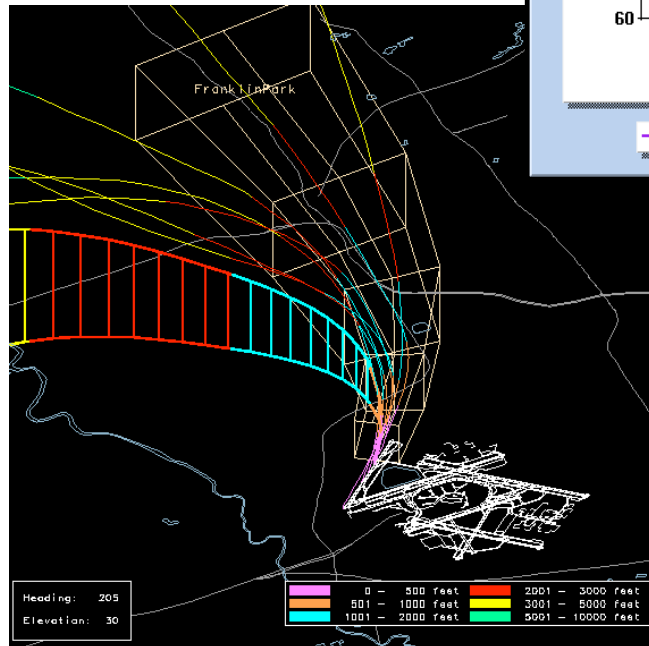 60
FranklinPark
Heading: 205
Elevation: 30
0 - 500 feet
501 - 1000 feet
1001 - 2000 feet
2001 - 3000 feet
3001 - 5000 feet
5001 - 10000 feet